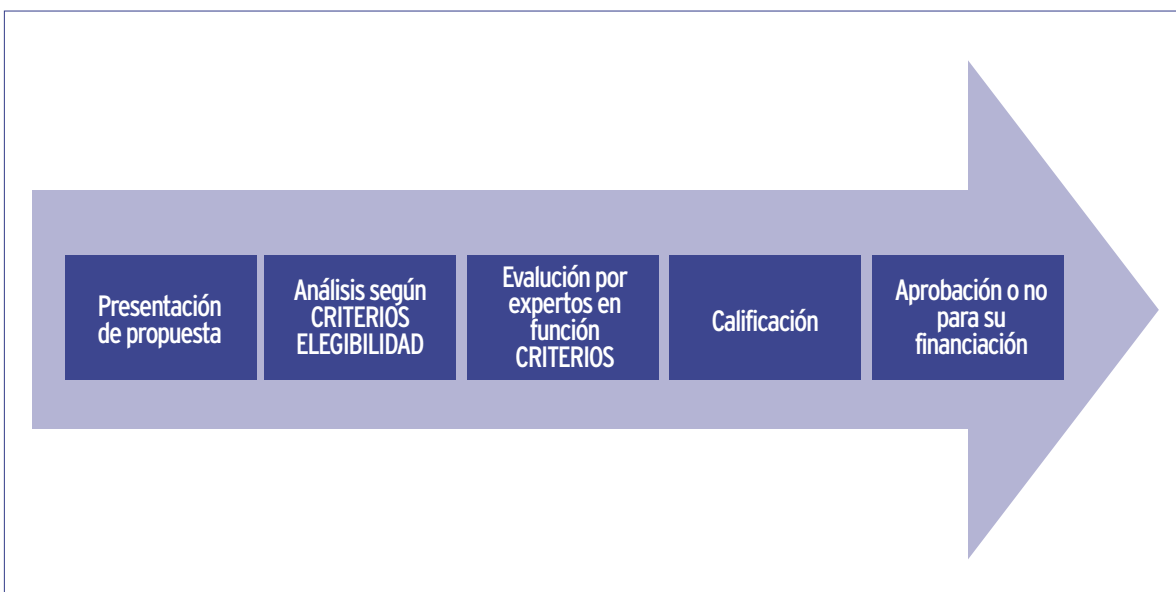 Presentación
de propuesta
Análisis según
CRITERIOS
ELEGIBILIDAD
Evalución por
expertos en
función
CRITERIOS
Calificación
Aprobación o no
para su
financiación